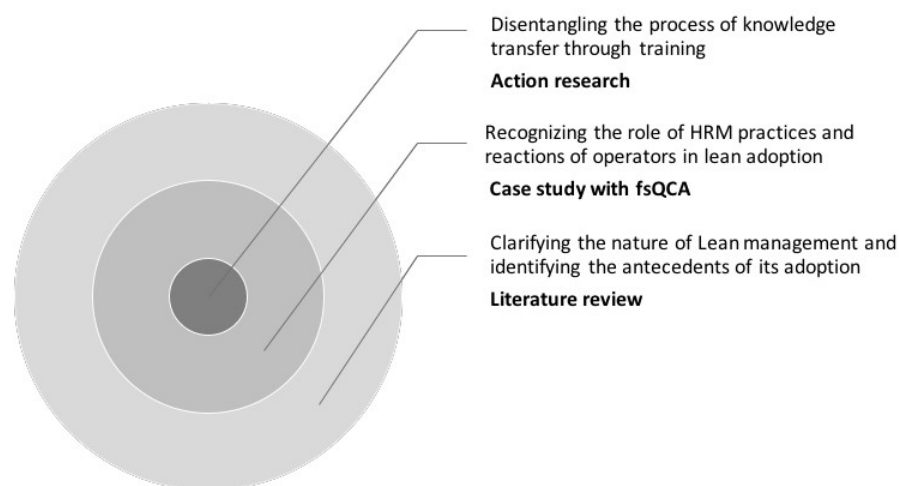 Disentangling the process of knowledge
transfer through training
Action research
Recognizing the role of HRM practices and
reactions of operators in lean adoption
Case study with fsQCA
Clarifying the nature of Lean management and
identifying the antecedents of its adoption
Literature review